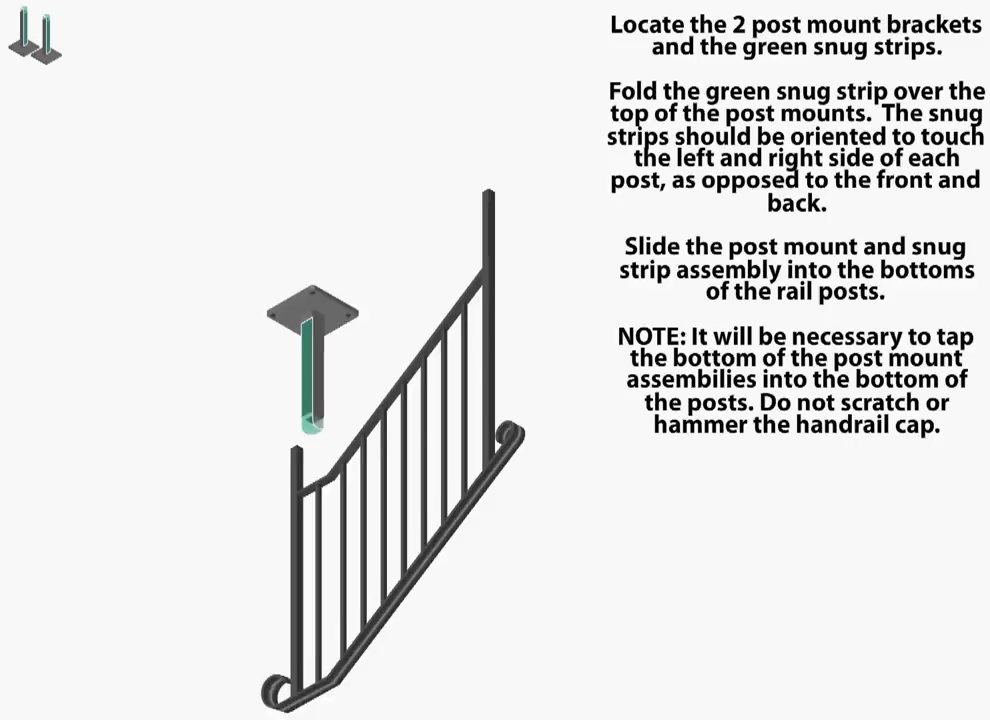 Locate the 2 post mount brackets
and the green snug strips.
Fold the green snug strip over the
top of the post mounts. The snug
strips should be oriented to touch
the left and right side of each
post, as opposed to the front and
back.
Slide the post mount and snug
strip assembly into the bottoms
of the rail posts.
NOTE: It will be necessary to tap
the bottom of the post mount
assembilies into the bottom of
the posts. Do not scratch or
hammer the handrail cap.